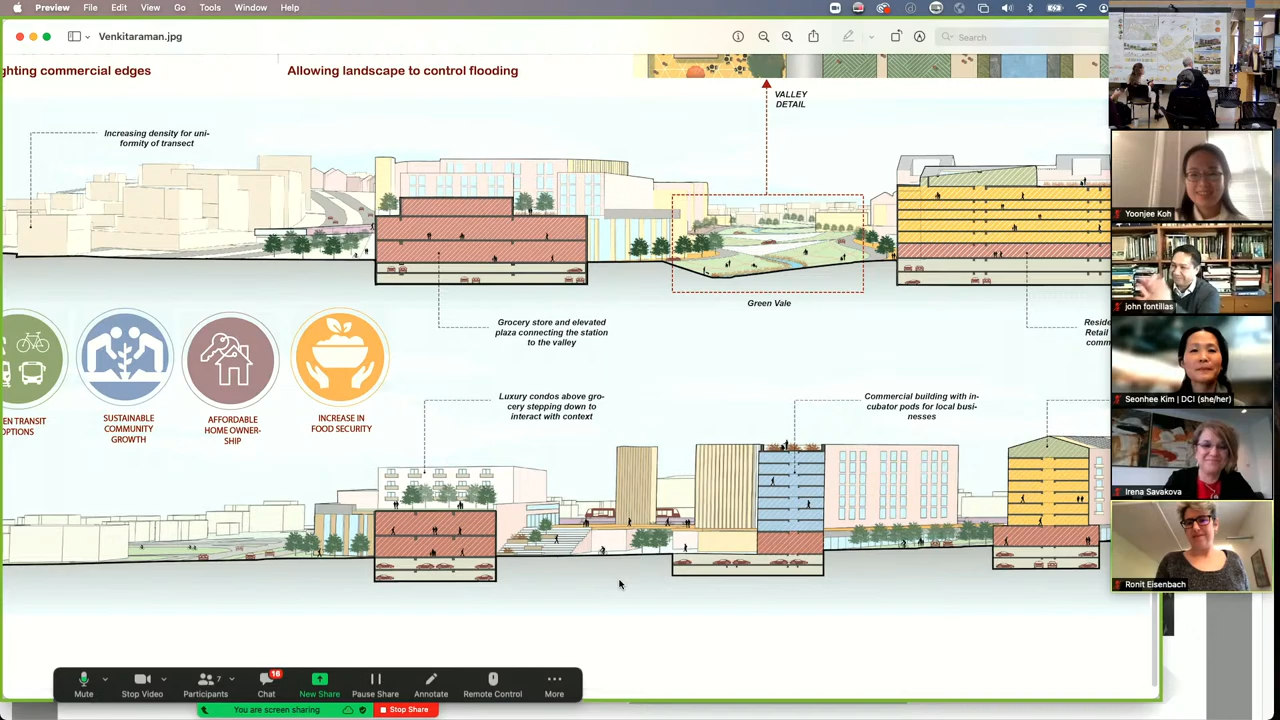 Preview File Edit View Go Tools Window Help
Venkitaraman.jpg
Search
ghting commercial edges
Allowing landscape to control flooding
VALLEY
DETAIL
Increasing density for uni-
formity of transect
Green Vale
Grocery store and elevated
plaza connecting the station
to the valley
Reside
Retail
comm
EN TRANSIT
OPTIONS
SUSTAINABLE
COMMUNITY
GROWTH
AFFORDABLE
HOME OWNER-
SHIP
INCREASE IN
FOOD SECURITY
Luxury condos above gro-
cery stepping down to
interact with context
Commercial building with in-
cubator pods for local busi-
nesses
Yoonjee Koh
john fontillas
Seonhee Kim | DCI (she/her)
Irena Savakova
Ronit Eisenbach
7
16
Mute Stop Video Participants Chat New Share Pause Share Annotate Remote Control More
You are screen sharing Stop Share